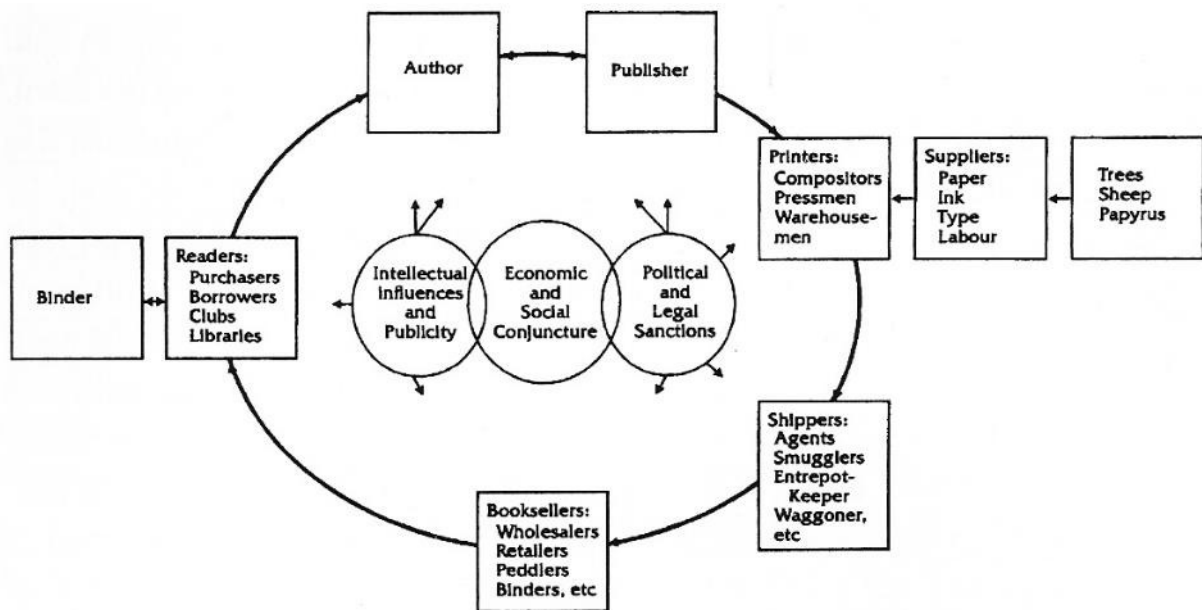 Author
Publisher
Printers:
Compositors
Pressmen
Warehouse-
men
Suppliers:
Paper
Ink
Type
Labour
Trees
Sheep
Papyrus
Binder
Readers:
Purchasers
Borrowers
Clubs
Libraries
Intellectual
Influences
and
Publicity
Economic
and
Social
Conjuncture
Political
and
Legal
Sanctions
Shippers:
Agents
Smugglers
Entrepot-
Keeper
Waggoner,
etc
Booksellers:
Wholesalers
Retailers
Peddlers
Binders, etc